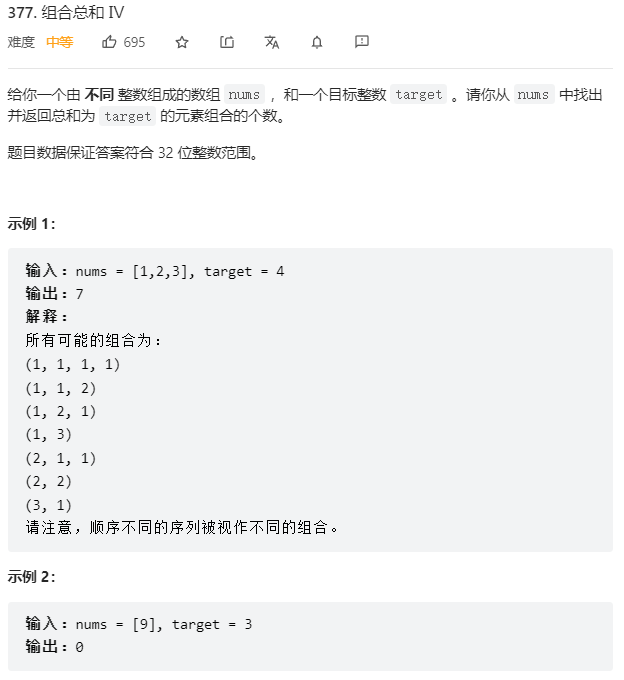 377. 组合总和 IV
难度 中等 695
给你一个由 不同 整数组成的数组 nums ，和一个目标整数 target 。请你从 nums 中找出
并返回总和为 target 的元素组合的个数。
题目数据保证答案符合 32 位整数范围。
示例 1：
输入：nums = [1,2,3], target = 4
输出：7
解释：
所有可能的组合为：
(1, 1, 1, 1)
(1, 1, 2)
(1, 2, 1)
(1, 3)
(2, 1, 1)
(2, 2)
(3, 1)
请注意，顺序不同的序列被视作不同的组合。
示例 2：
输入：nums = [9], target = 3
输出：0